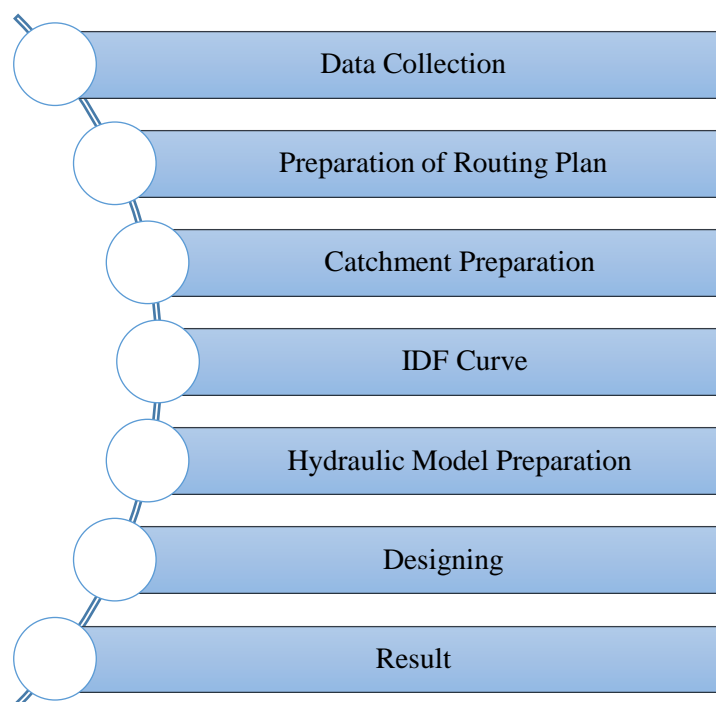 Data Collection
Preparation of Routing Plan
Catchment Preparation
IDF Curve
Hydraulic Model Preparation
Designing
Result